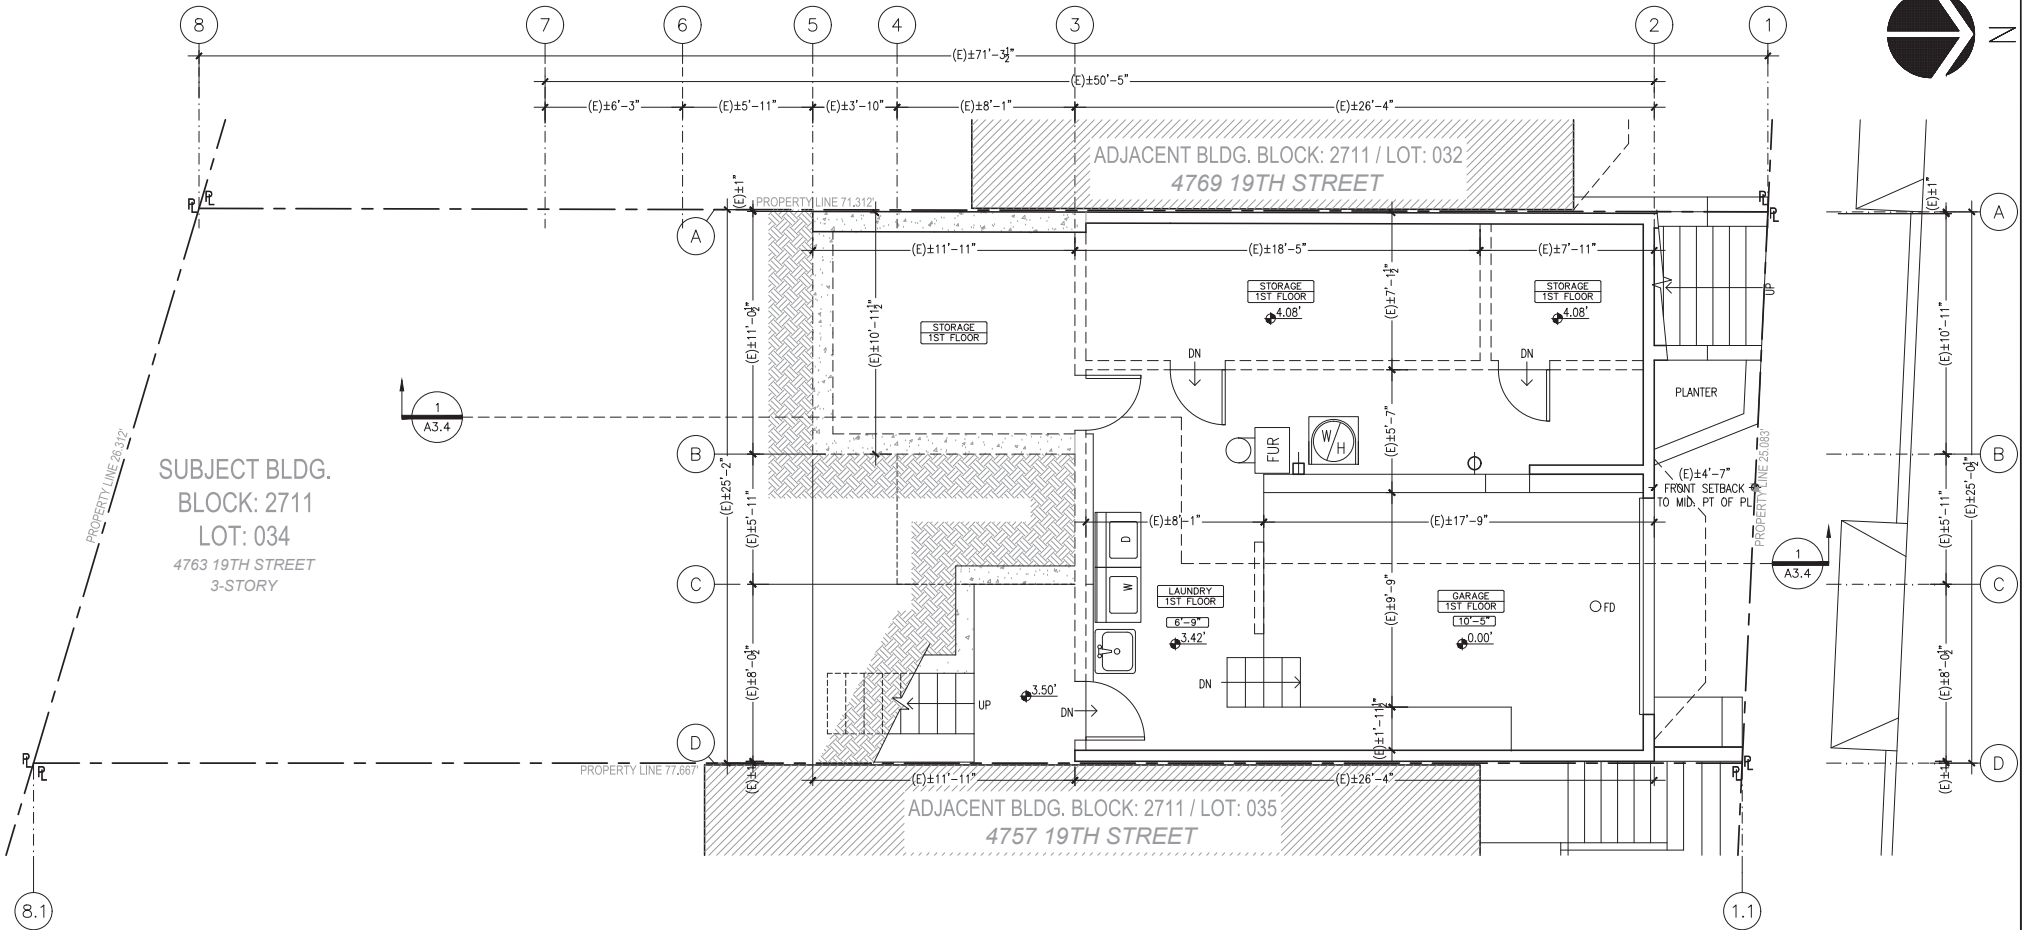 8
7
6
5
4
3
2
1
N
(E)±71'-3½"
(E)±50'-5"
(E)±6'-3"
(E)±5'-11"
(E)±3'-10"
(E)±8'-1"
(E)±26'-4"
ADJACENT BLDG. BLOCK: 2711 / LOT: 032
4769 19TH STREET
(E)±1"
PROPERTY LINE 71.312'
PL
PL
PL
PL
(E)±1"
A
A
(E)±11'-11"
(E)±18'-5"
(E)±7'-11"
(E)±11'-0½"
(E)±10'-11½"
(E)±7'-1½"
(E)±10'-11"
STORAGE
1ST FLOOR
4.08'
STORAGE
1ST FLOOR
4.08'
STORAGE
1ST FLOOR
UP
DN
DN
PLANTER
1
A3.4
PROPERTY LINE 26.312'
SUBJECT BLDG.
BLOCK: 2711
LOT: 034
4763 19TH STREET
3-STORY
B
B
(E)±25'-2"
(E)±5'-11"
(E)±5'-7"
FUR
W/H
(E)±4'-7"
FRONT SETBACK
TO MID. PT OF PL
PROPERTY LINE 25.083'
(E)±5'-11"
(E)±25'-0½"
(E)±8'-1"
(E)±17'-9"
D
W
1
A3.4
C
C
LAUNDRY
1ST FLOOR
6'-9"
3.42'
(E)±9'-9"
GARAGE
1ST FLOOR
10'-5"
0.00'
FD
(E)±8'-0½"
(E)±8'-0½"
3.50'
UP
DN
DN
(E)±1'-11½"
D
D
PL
PL
PL
PL
PROPERTY LINE 77.667'
(E)±11'-11"
(E)±26'-4"
ADJACENT BLDG. BLOCK: 2711 / LOT: 035
4757 19TH STREET
8.1
1.1